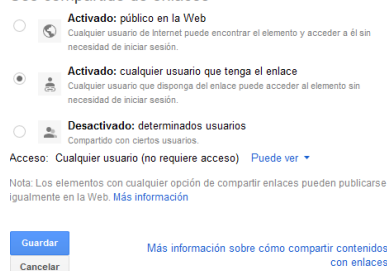 Activado: público en la Web
Cualquier usuario de Internet puede encontrar el elemento y acceder a él sin
necesidad de iniciar sesión.
Activado: cualquier usuario que tenga el enlace
Cualquier usuario que disponga del enlace puede acceder al elemento sin
necesidad de iniciar sesión.
Desactivado: determinados usuarios
Compartido con ciertos usuarios.
Acceso: Cualquier usuario (no requiere acceso) Puede ver
Nota: Los elementos con cualquier opción de compartir enlaces pueden publicarse
igualmente en la Web. Más información
Guardar
Más información sobre cómo compartir contenidos
con enlaces
Cancelar